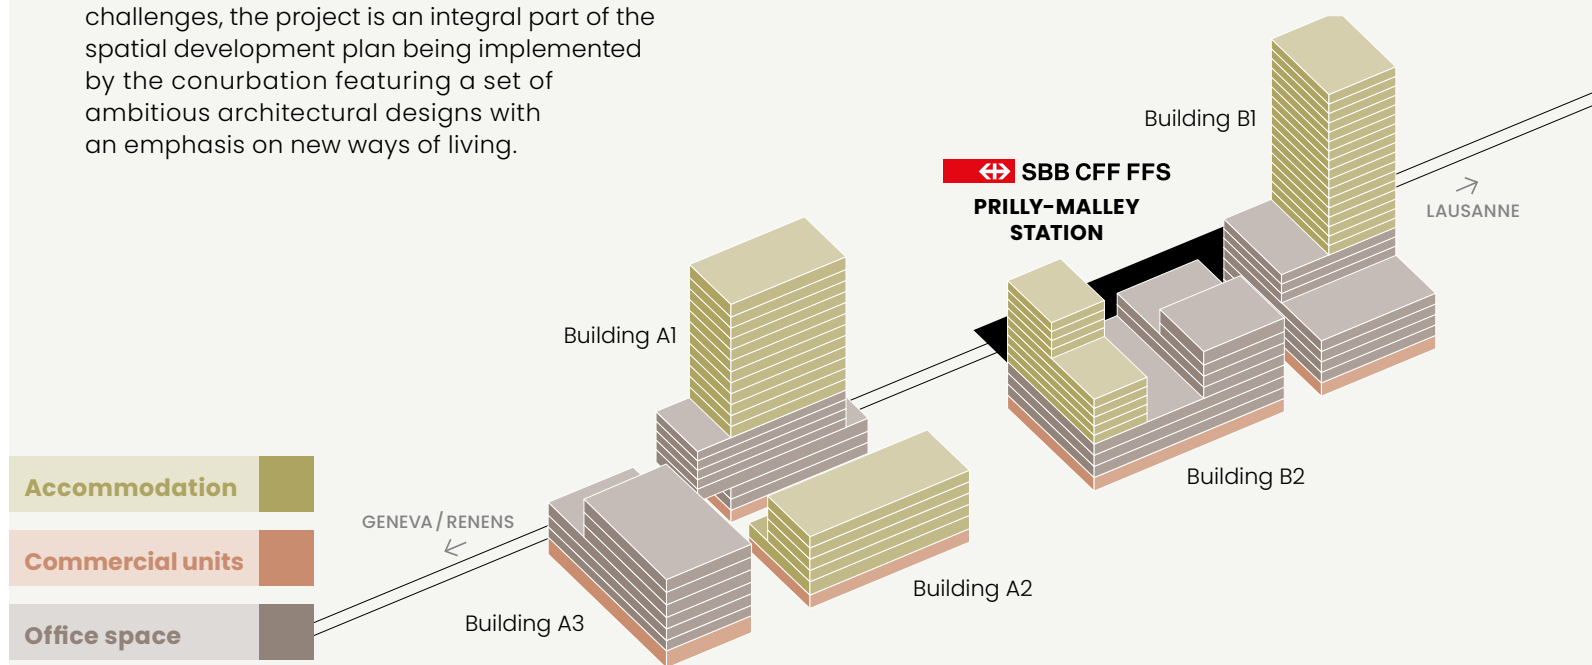 challenges, the project is an integral part of the
spatial development plan being implemented
by the conurbation featuring a set of
ambitious architectural designs with
an emphasis on new ways of living.
Building B1
SBB CFF FFS
PRILLY-MALLEY
STATION
LAUSANNE
Building A1
Building B2
Accommodation
GENEVA/RENENS
Commercial units
Building A2
Building A3
Office space